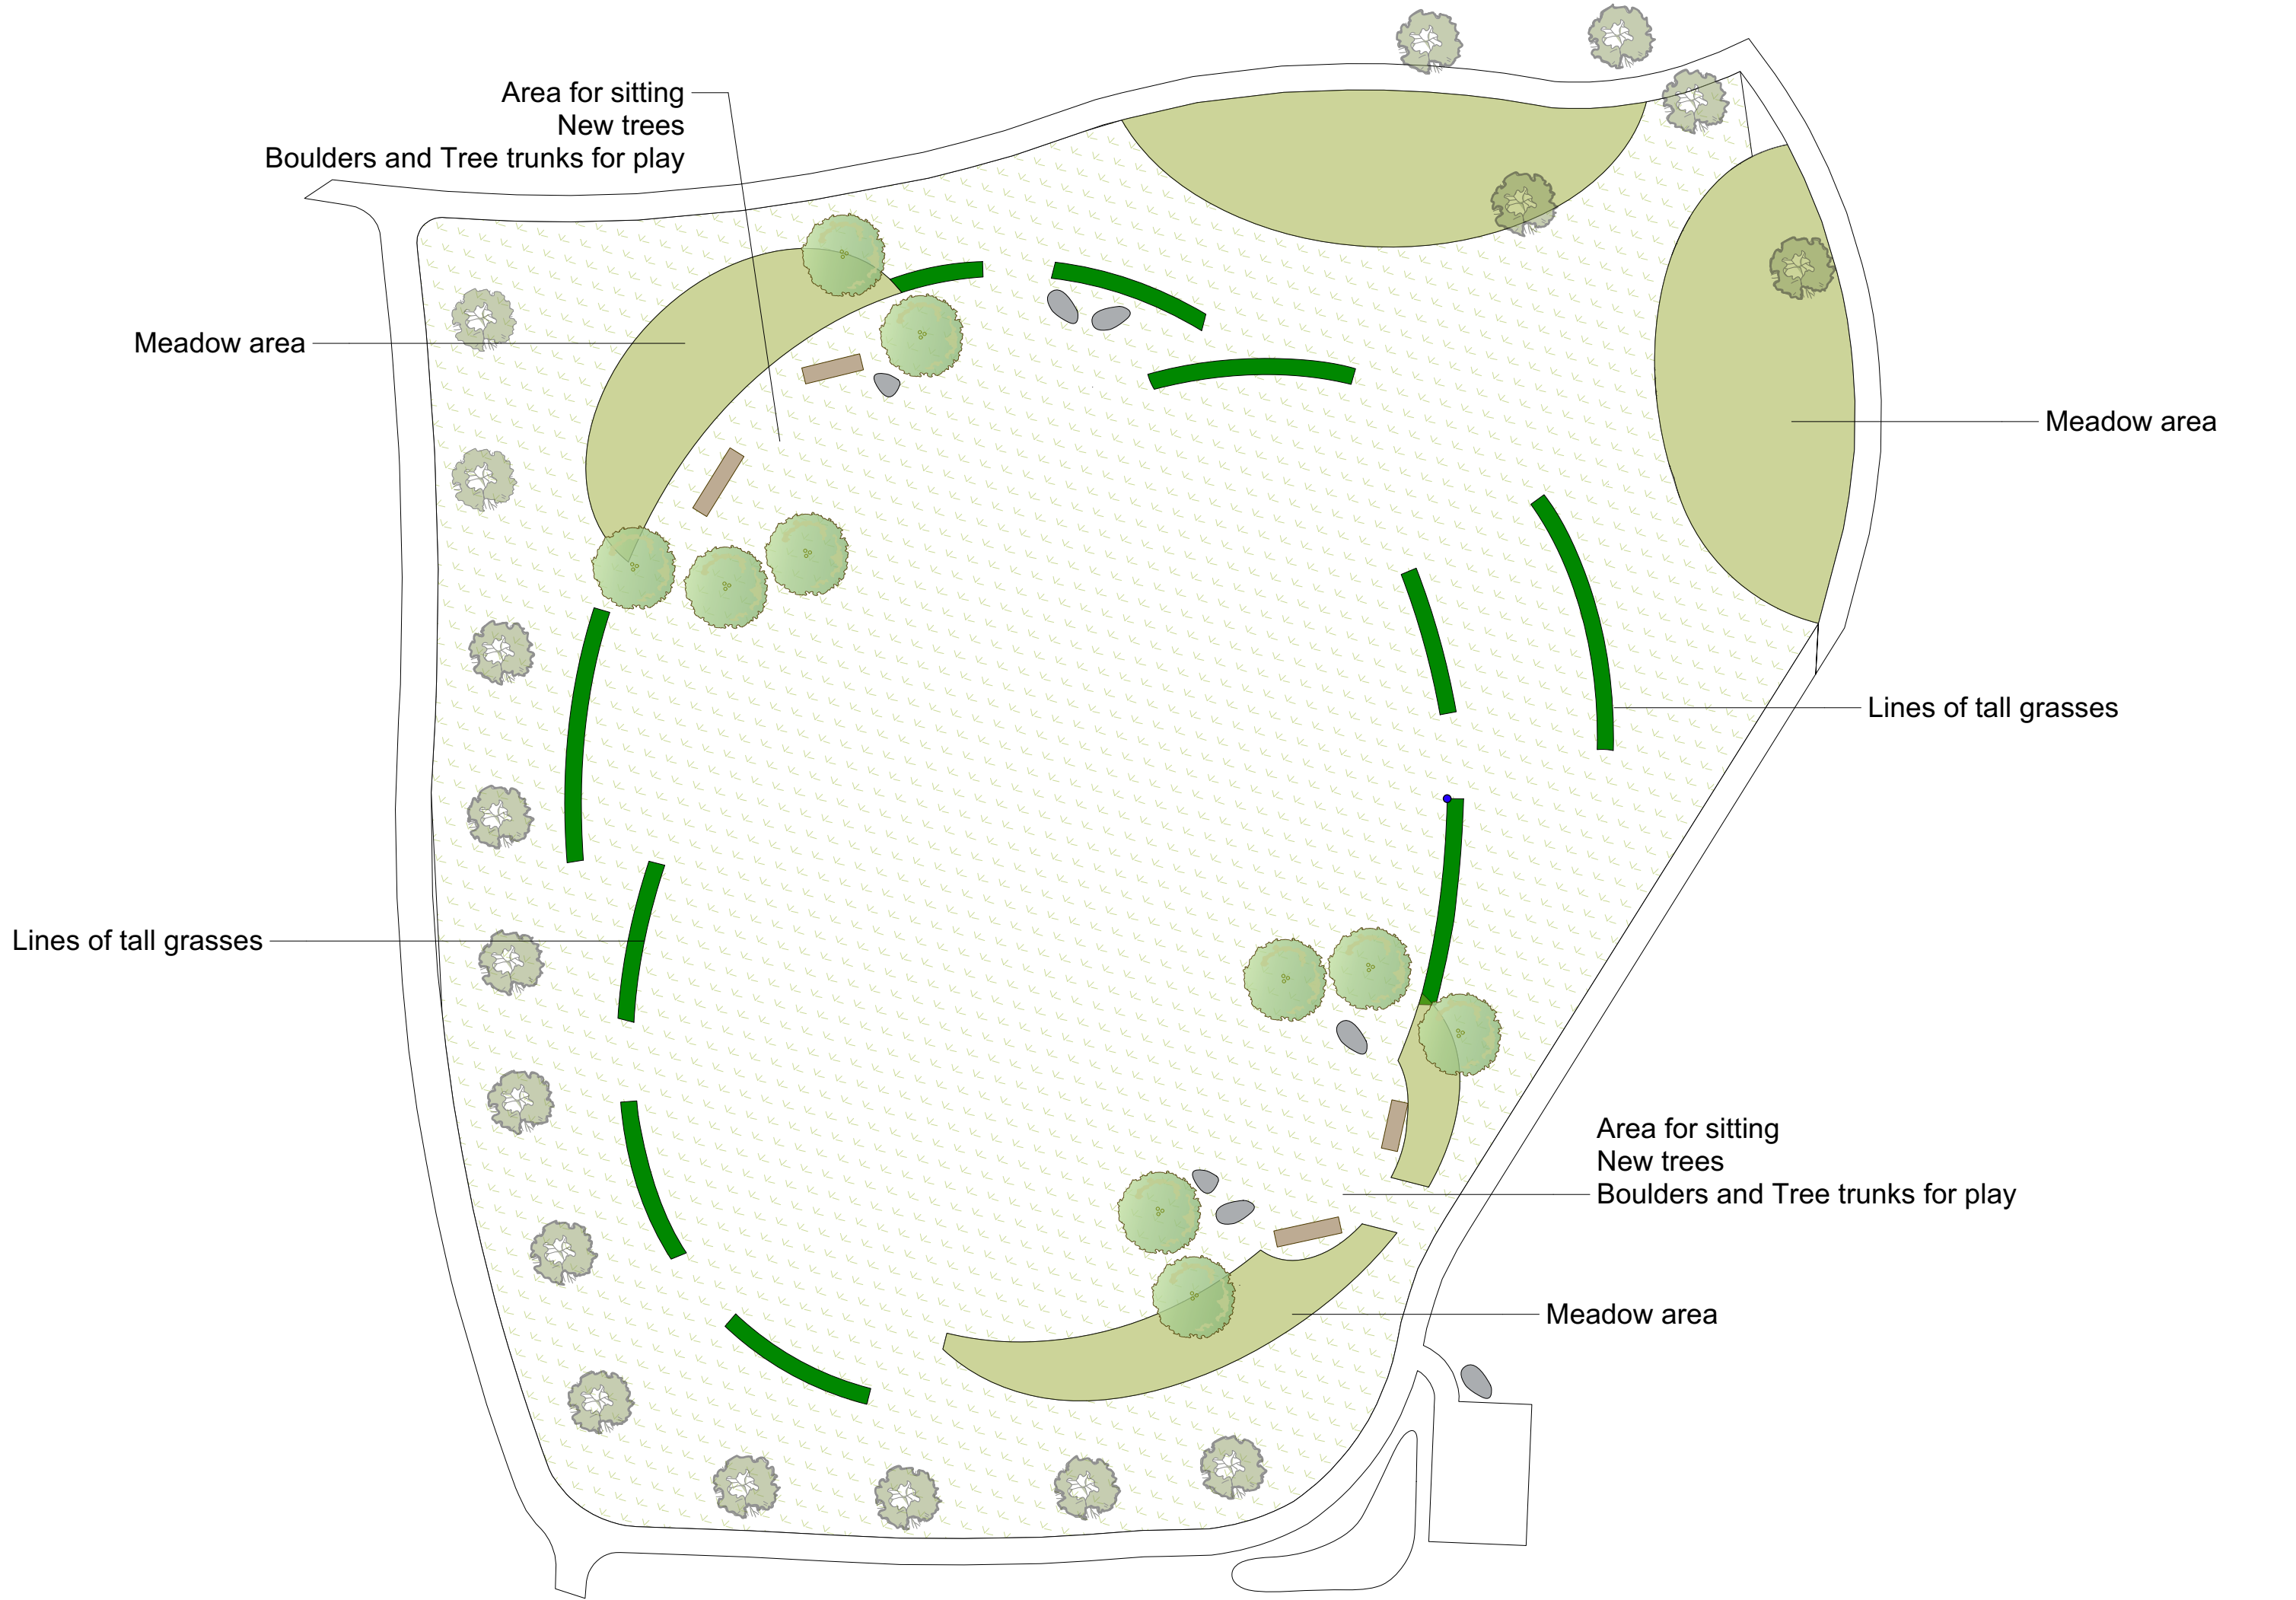 Area for sitting
New trees
Boulders and Tree trunks for play
Meadow area
Meadow area
Lines of tall grasses
Lines of tall grasses
Area for sitting
New trees
Boulders and Tree trunks for play
Meadow area